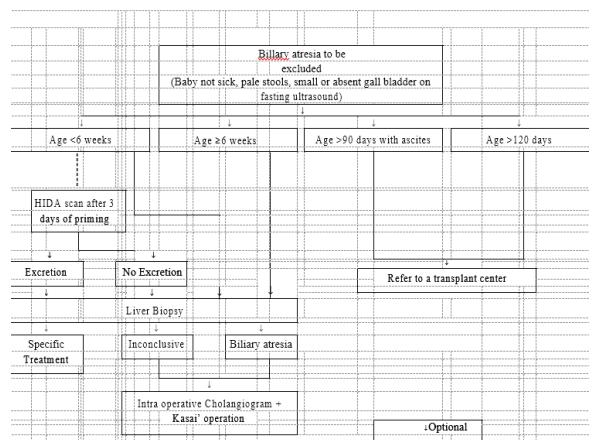 Billary atresia to be
excluded
(Baby not sick, pale stools, small or absent gall bladder on
fasting ultrasound)
Age <6 weeks
Age ≥6 weeks
Age >90 days with ascites
Age >120 days
HIDA scan after 3
days of priming
Excretion
No Excretion
Refer to a transplant center
Liver Biopsy
Specific
Treatment
Inconclusive
Biliary atresia
Intra operative Cholangiogram +
Kasai' operation
↓Optional